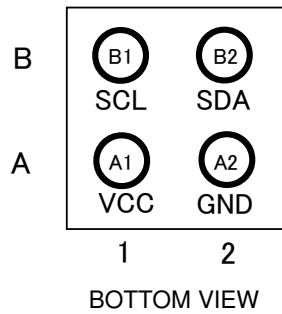 B B1 B2
SCL SDA
A A1 A2
VCC GND
1 2
BOTTOM VIEW